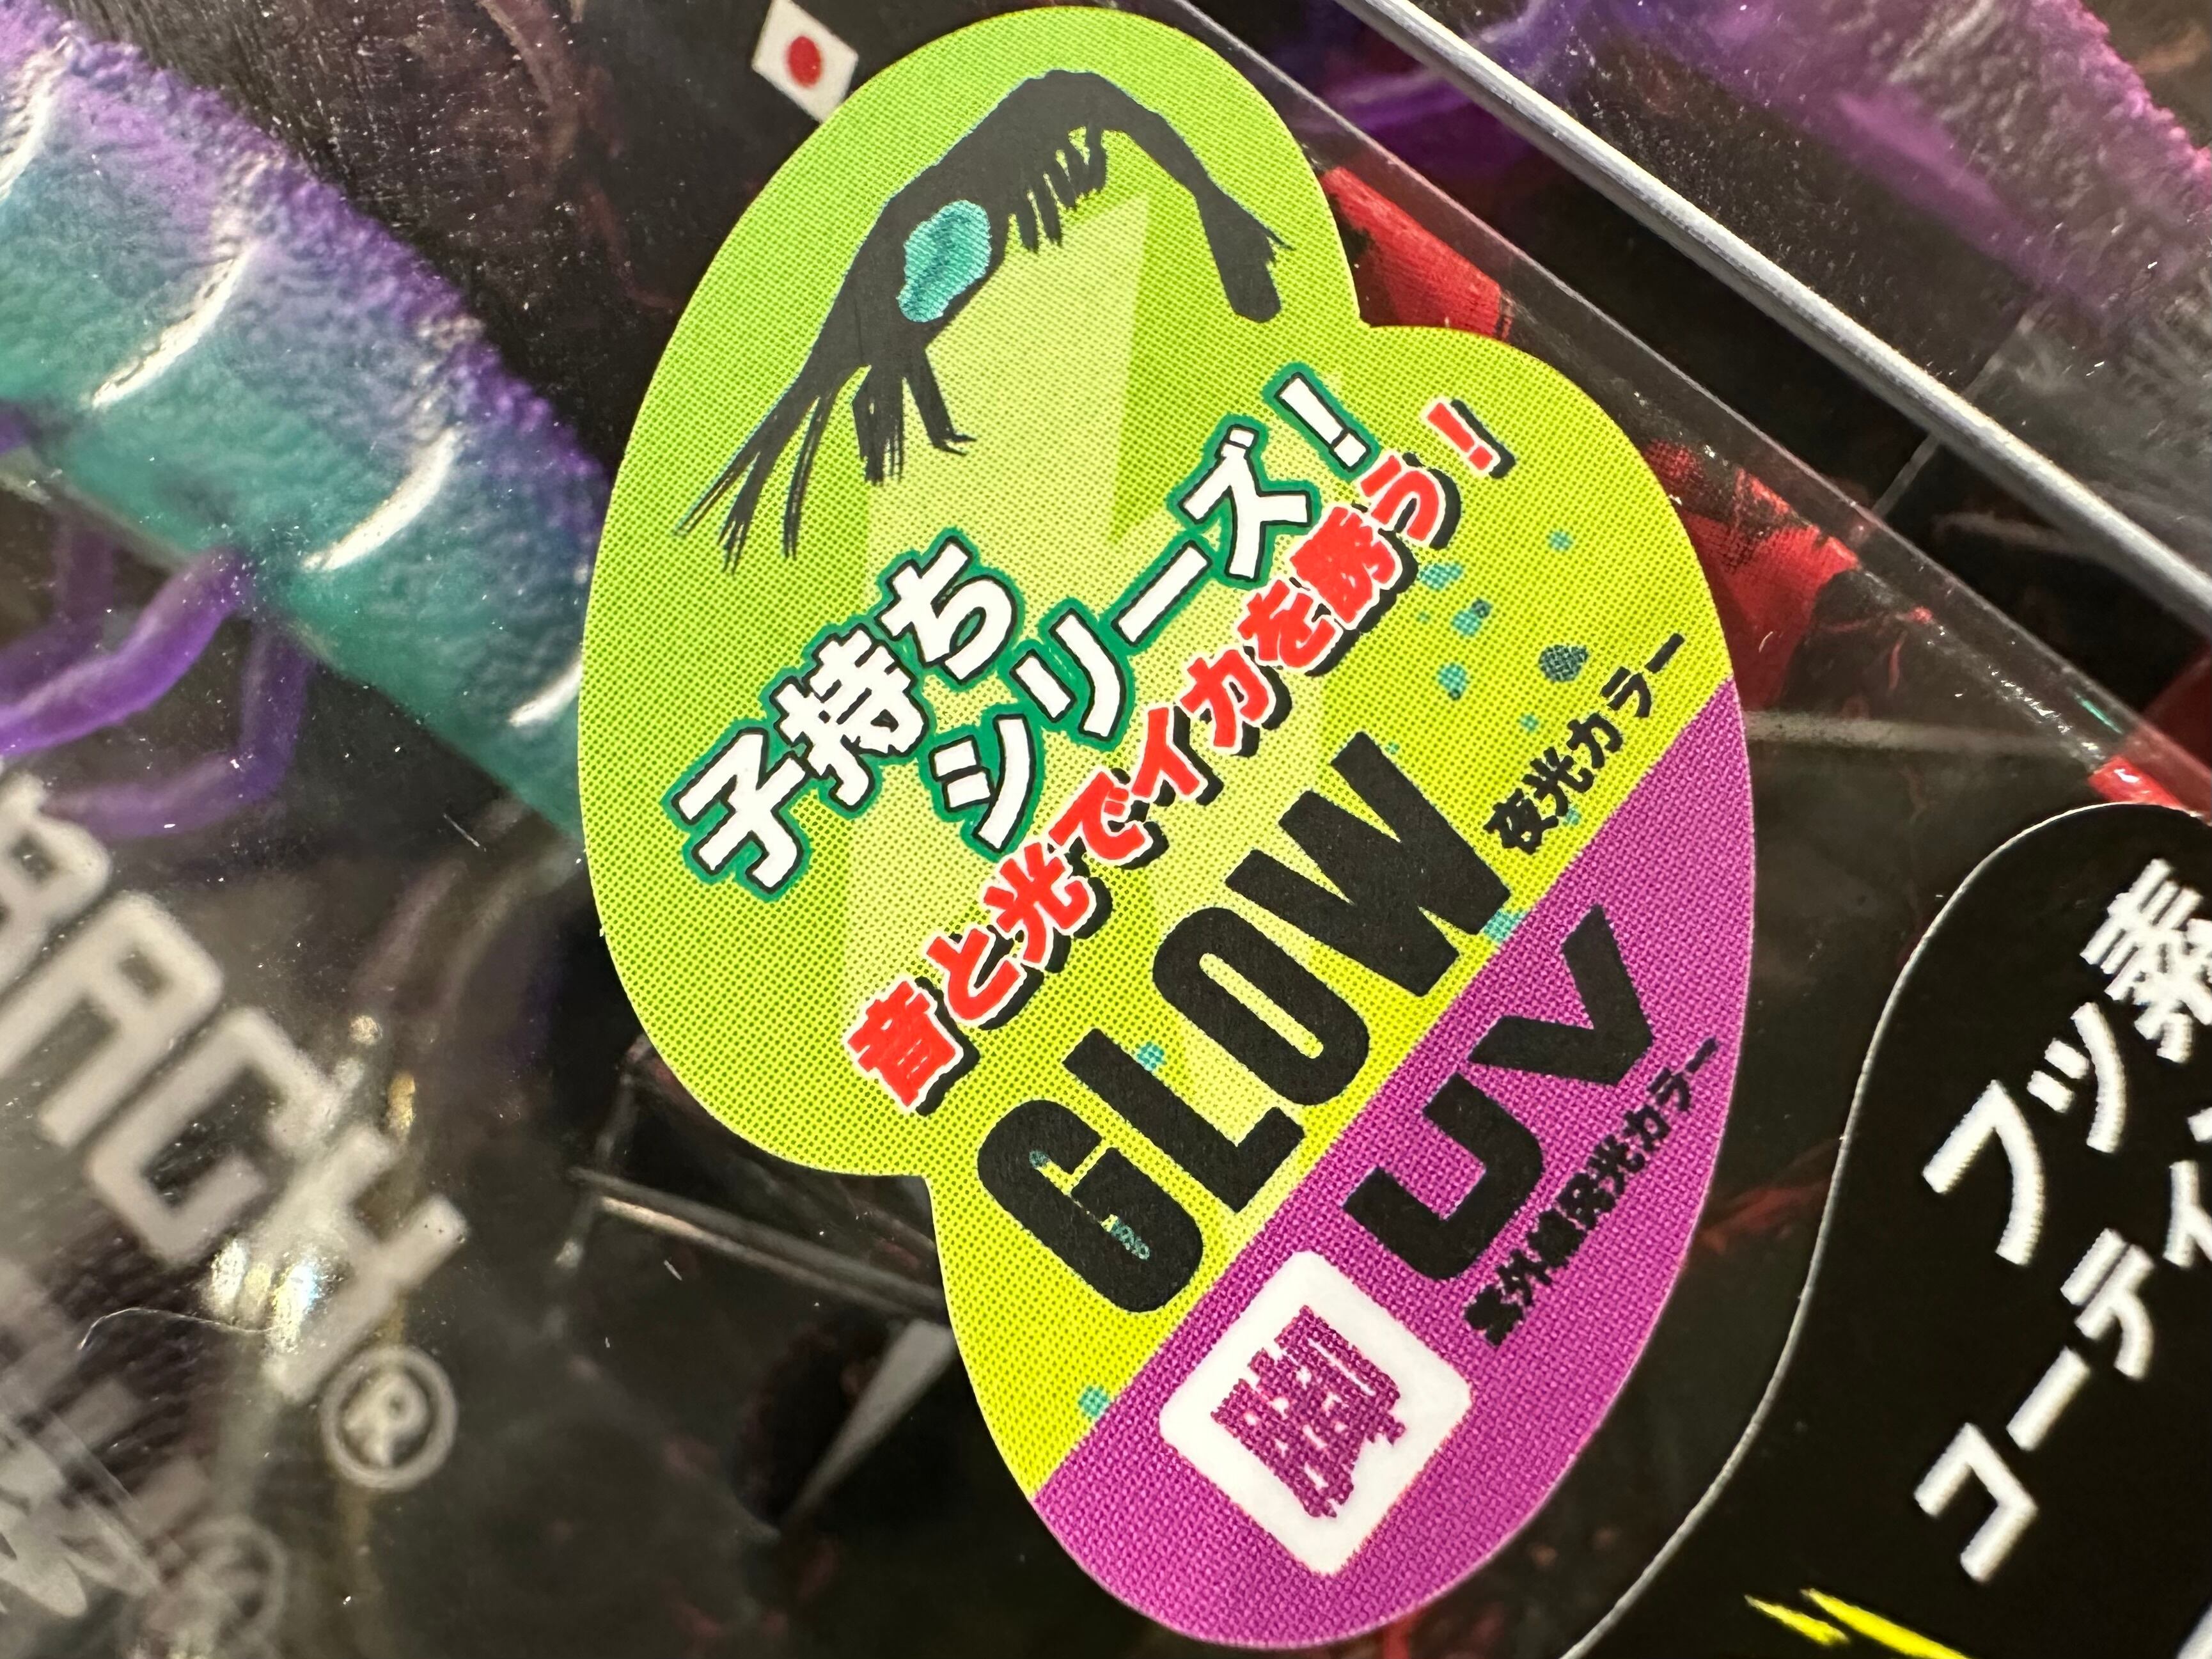 子持ち
シリーズ!
音と光でイカを誘う!
GLOW
夜光カラー
UV
紫外線発光カラー
フッ素
コーティ
®